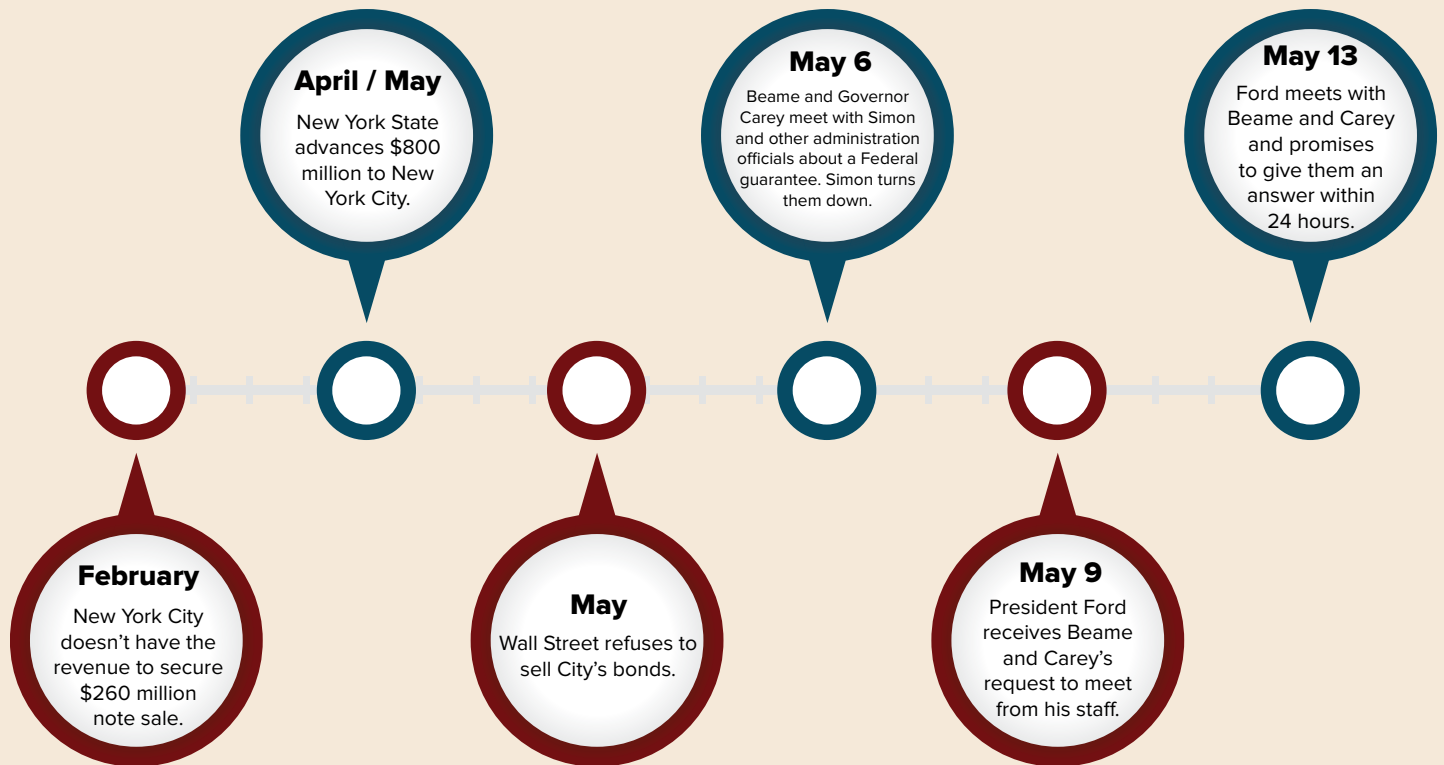 April / May
New York State
advances $800
million to New
York City.
May 6
Beame and Governor
Carey meet with Simon
and other administration
officials about a Federal
guarantee. Simon turns
them down.
May 13
Ford meets with
Beame and Carey
and promises
to give them an
answer within
24 hours.
February
New York City
doesn’t have the
revenue to secure
$260 million
note sale.
May
Wall Street refuses to
sell City’s bonds.
May 9
President Ford
receives Beame
and Carey’s
request to meet
from his staff.